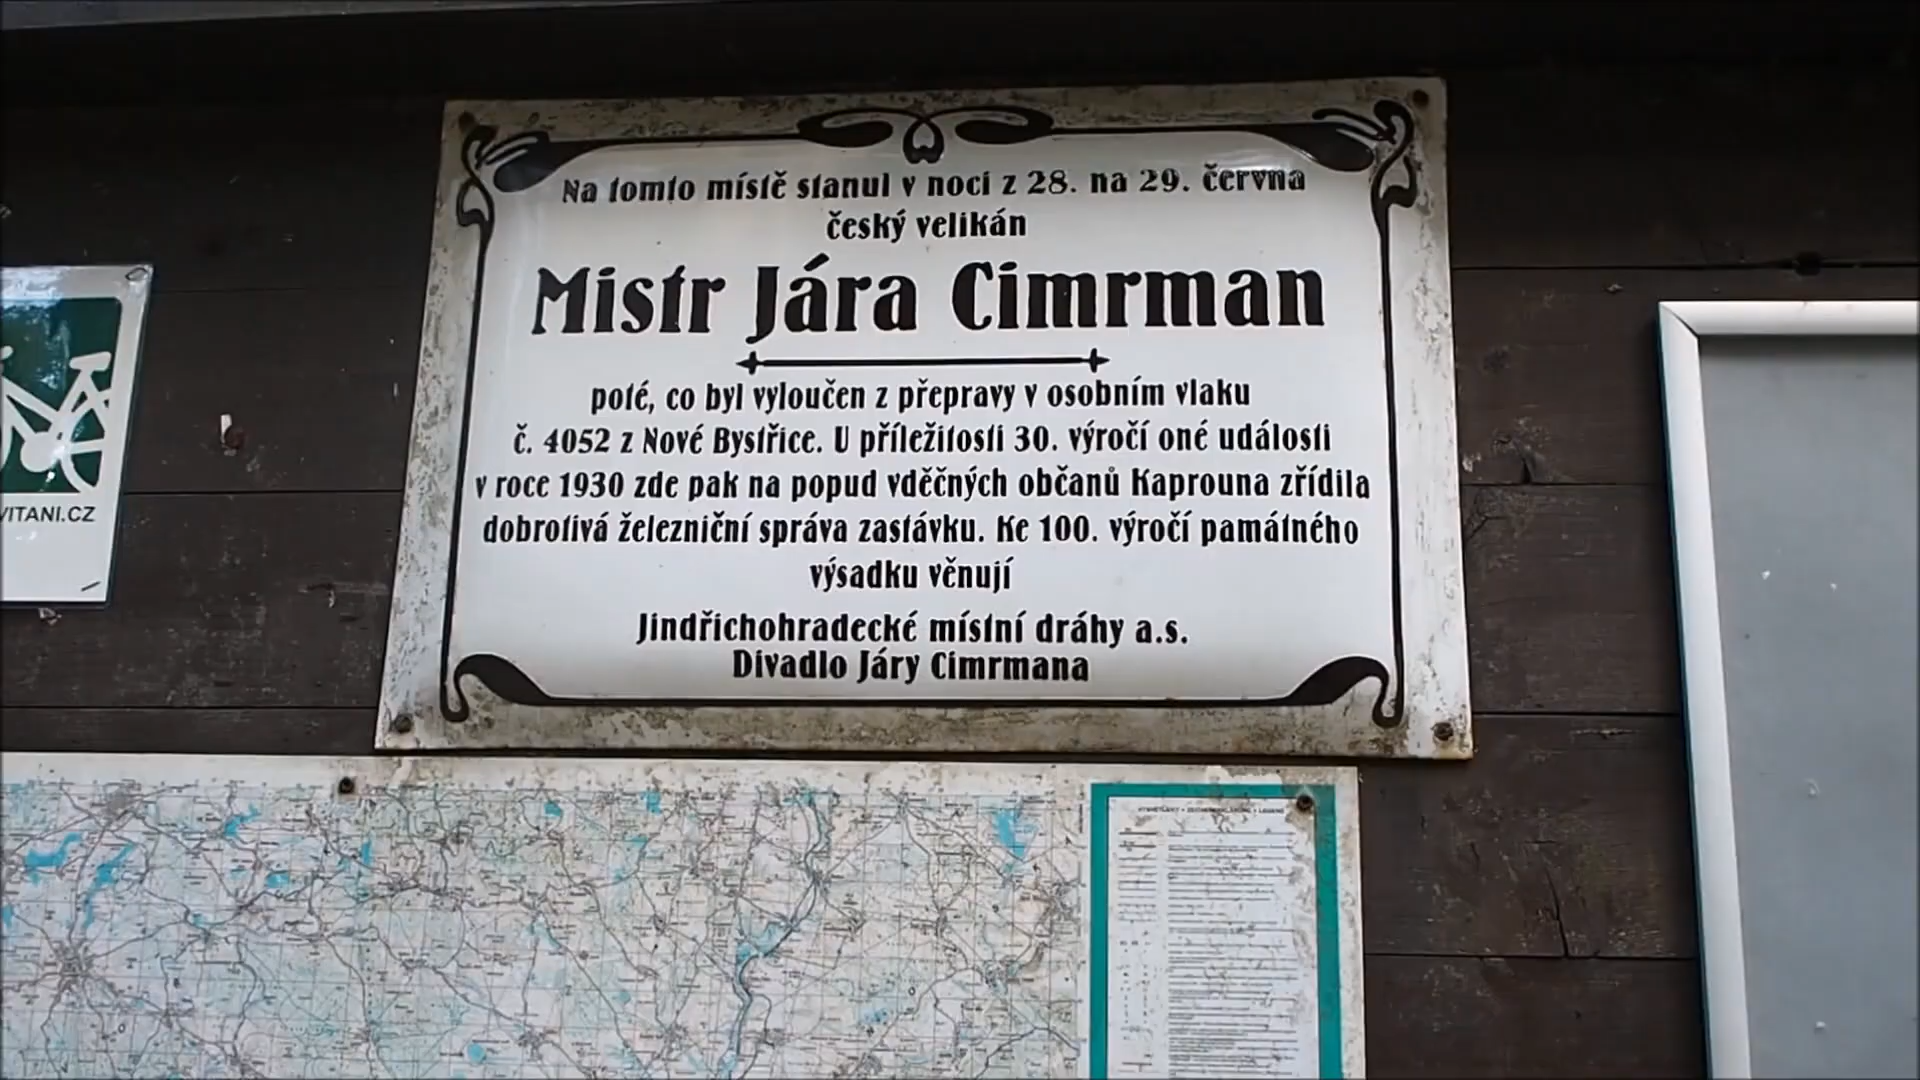 Na tomto místě stanul v noci z 28. na 29. června
český velikán
Mistr Jára Cimrman
poté, co byl vyloučen z přepravy v osobním vlaku
č. 4052 z Nové Bystřice. U příležitosti 30. výročí oné události
v roce 1930 zde pak na popud vděčných občanů Kaprouna zřídila
dobrotivá železniční správa zastávku. Ke 100. výročí památného
výsadku věnují
Jindřichohradecké místní dráhy a.s.
Divadlo Járy Cimrmana
VITANI.CZ